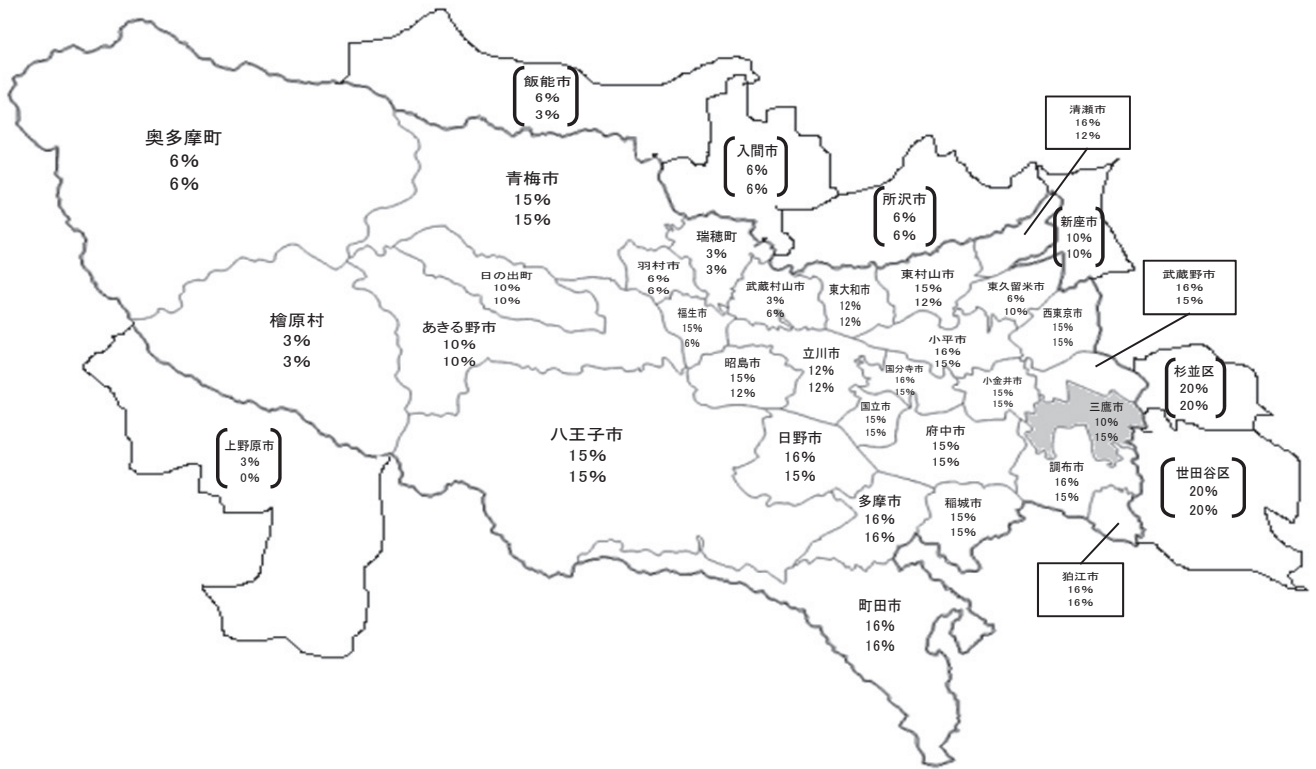 飯能市
6%
3%
清瀬市
16%
12%
奥多摩町
6%
6%
入間市
6%
6%
青梅市
15%
15%
所沢市
6%
6%
新座市
10%
10%
瑞穂町
3%
3%
羽村市
6%
6%
日の出町
10%
10%
武蔵村山市
3%
6%
東大和市
12%
12%
東村山市
15%
12%
東久留米市
6%
10%
武蔵野市
16%
15%
福生市
15%
6%
西東京市
15%
15%
檜原村
3%
3%
あきる野市
10%
10%
小平市
16%
15%
昭島市
15%
12%
立川市
12%
12%
国分寺市
16%
15%
小金井市
15%
15%
杉並区
20%
20%
国立市
15%
15%
三鷹市
10%
15%
上野原市
3%
0%
八王子市
15%
15%
日野市
16%
15%
府中市
15%
15%
調布市
16%
15%
世田谷区
20%
20%
多摩市
16%
16%
稲城市
15%
15%
狛江市
16%
16%
町田市
16%
16%